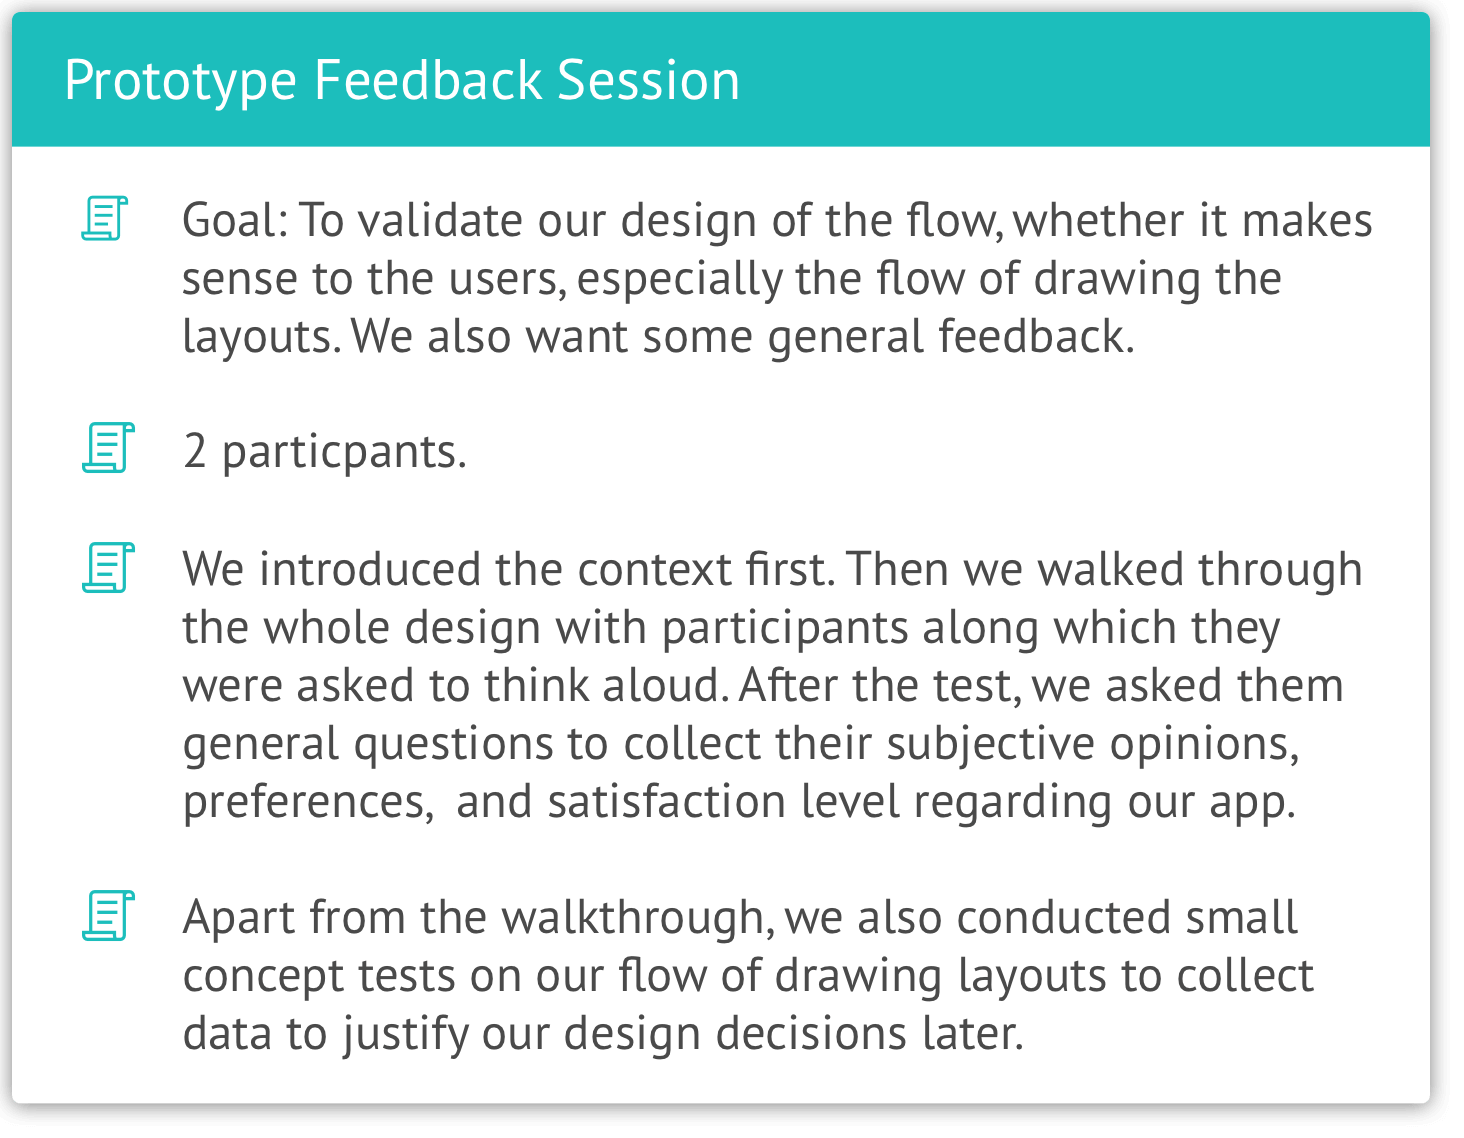 Prototype Feedback Session
Goal: To validate our design of the flow, whether it makes
sense to the users, especially the flow of drawing the
layouts. We also want some general feedback.
2 particpants.
We introduced the context first. Then we walked through
the whole design with participants along which they
were asked to think aloud. After the test, we asked them
general questions to collect their subjective opinions,
preferences,  and satisfaction level regarding our app.
Apart from the walkthrough, we also conducted small
concept tests on our flow of drawing layouts to collect
data to justify our design decisions later.